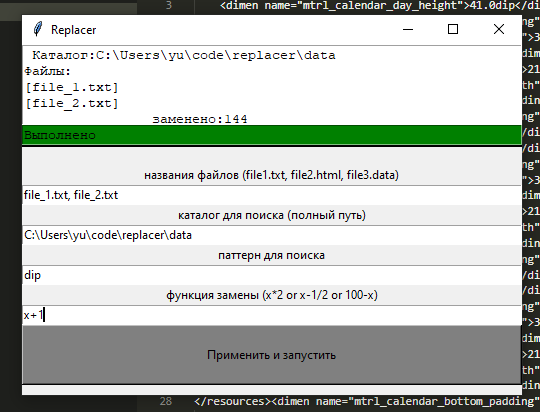 3 <dimen name="mtrl_calendar_day_height">41.0dip</di
Replacer
Каталог:C:\Users\yu\code\replacer\data
Файлы:
[file_1.txt]
[file_2.txt]
заменено:144
Выполнено
названия файлов (file1.txt, file2.html, file3.data)
file_1.txt, file_2.txt
каталог для поиска (полный путь)
C:\Users\yu\code\replacer\data
паттерн для поиска
dip
функция замены (x*2 or x-1/2 or 100-x)
x+1
Применить и запустить
28 </resources><dimen name="mtrl_calendar_bottom_padding"